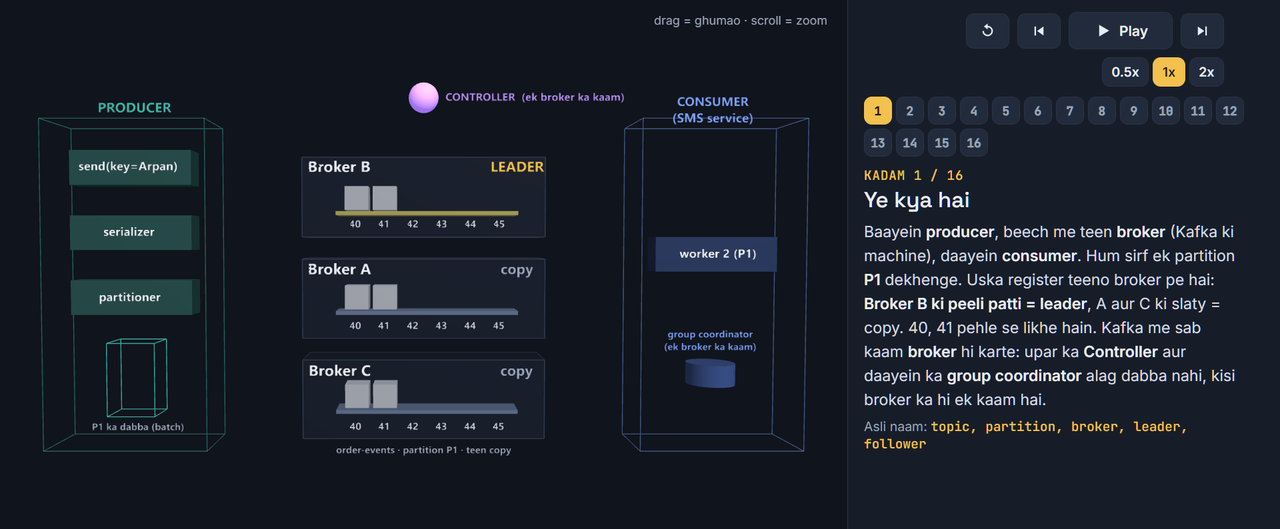 drag = ghumao · scroll = zoom
PRODUCER
send(key=Arpan)
serializer
partitioner
P1 ka dabba (batch)
CONTROLLER (ek broker ka kaam)
Broker B LEADER
40 41 42 43 44 45
Broker A copy
40 41 42 43 44 45
Broker C copy
40 41 42 43 44 45
order-events · partition P1 · teen copy
CONSUMER
(SMS service)
worker 2 (P1)
group coordinator
(ek broker ka kaam)
Play
0.5x 1x 2x
1 2 3 4 5 6 7 8 9 10 11 12
13 14 15 16
KADAM 1 / 16
Ye kya hai
Baayein producer, beech me teen broker (Kafka ki
machine), daayein consumer. Hum sirf ek partition
P1 dekhenge. Uska register teeno broker pe hai:
Broker B ki peeli patti = leader, A aur C ki slaty =
copy. 40, 41 pehle se likhe hain. Kafka me sab
kaam broker hi karte: upar ka Controller aur
daayein ka group coordinator alag dabba nahi, kisi
broker ka hi ek kaam hai.
Asli naam: topic, partition, broker, leader,
follower